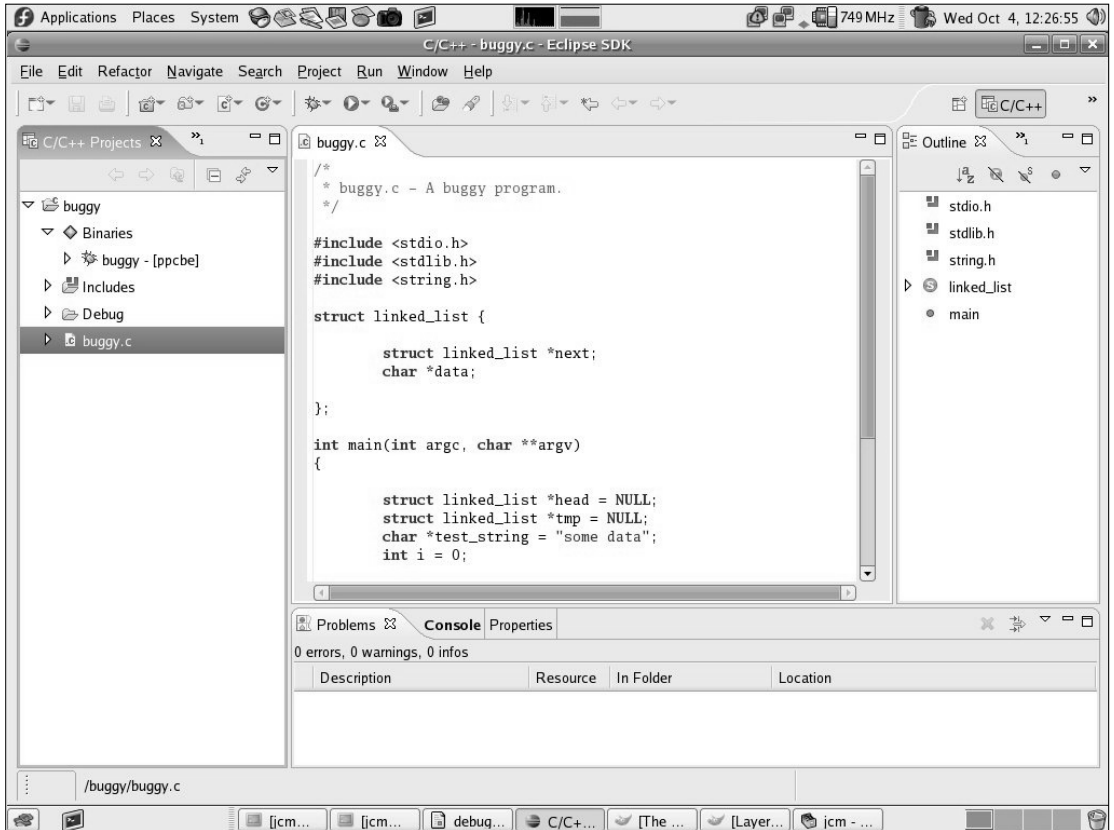 Applications Places System 749 MHz Wed Oct 4, 12:26:55
C/C++ - buggy.c - Eclipse SDK
File Edit Refactor Navigate Search Project Run Window Help
C/C++ »
C/C++ Projects »1
buggy
Binaries
buggy - [ppcbe]
Includes
Debug
buggy.c
buggy.c
/*
 * buggy.c - A buggy program.
 */
#include <stdio.h>
#include <stdlib.h>
#include <string.h>
struct linked_list {
struct linked_list *next;
char *data;
};
int main(int argc, char **argv)
{
struct linked_list *head = NULL;
struct linked_list *tmp = NULL;
char *test_string = "some data";
int i = 0;
Outline »1
stdio.h
stdlib.h
string.h
linked_list
main
Problems Console Properties
0 errors, 0 warnings, 0 infos
Description Resource In Folder Location
/buggy/buggy.c
[jcm... [jcm... debug... C/C+... [The ... [Layer... jcm - ...